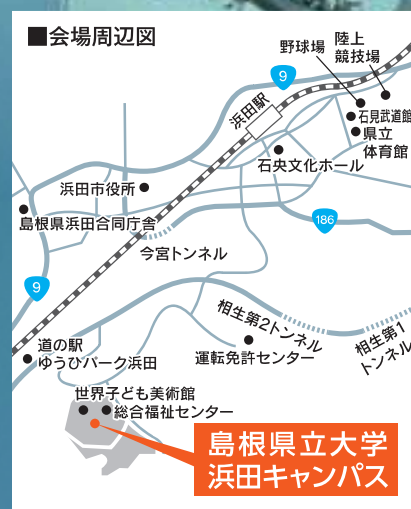 ■会場周辺図
野球場
陸上
競技場
9
浜田駅
石見武道館
県立
体育館
石央文化ホール
浜田市役所
島根県浜田合同庁舎
186
今宮トンネル
9
相生第2トンネル
相生第1
トンネル
道の駅
ゆうひパーク浜田
運転免許センター
世界子ども美術館
総合福祉センター
島根県立大学
浜田キャンパス